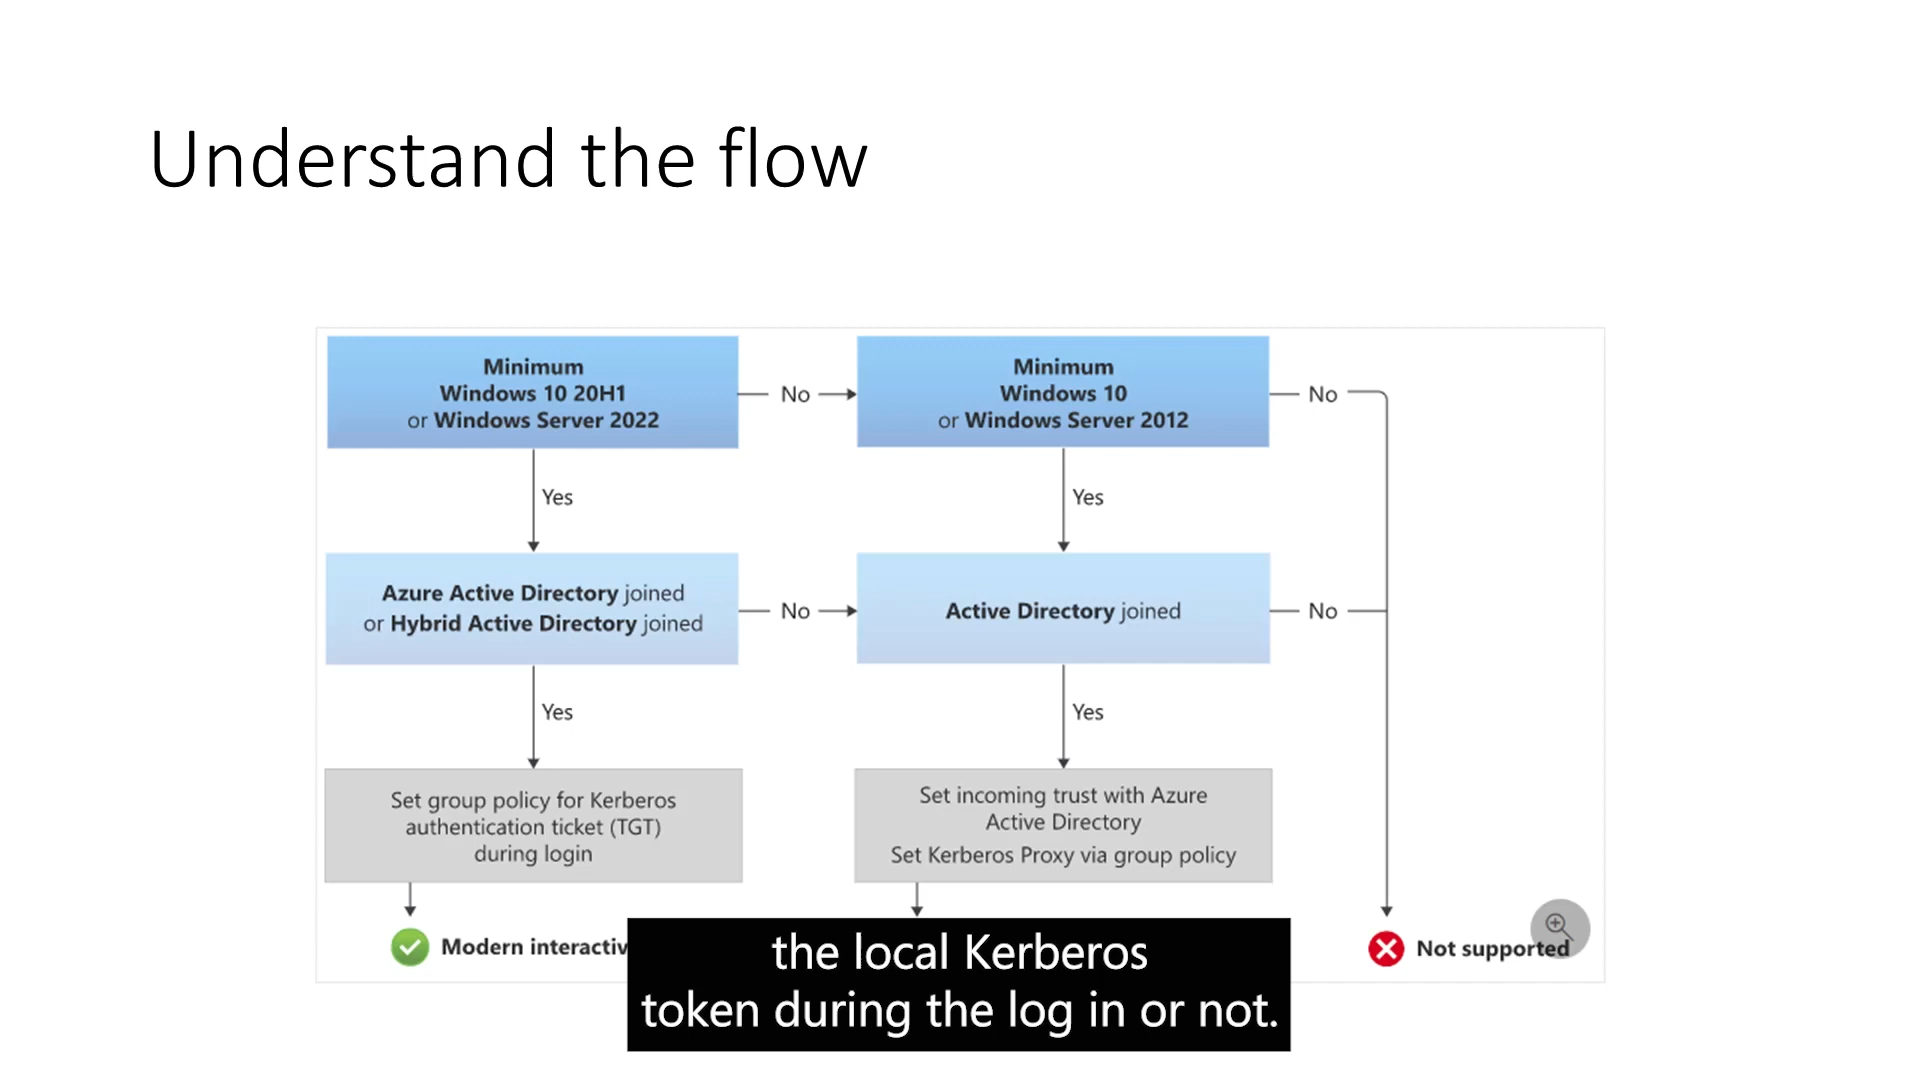 Understand the flow
Minimum
Windows 10 20H1
or Windows Server 2022
No
Minimum
Windows 10
or Windows Server 2012
No
Yes
Yes
Azure Active Directory joined
or Hybrid Active Directory joined
No
Active Directory joined
No
Yes
Yes
Set group policy for Kerberos
authentication ticket (TGT)
during login
Set incoming trust with Azure
Active Directory
Set Kerberos Proxy via group policy
Modern
Not supported
the local Kerberos
token during the log in or not.